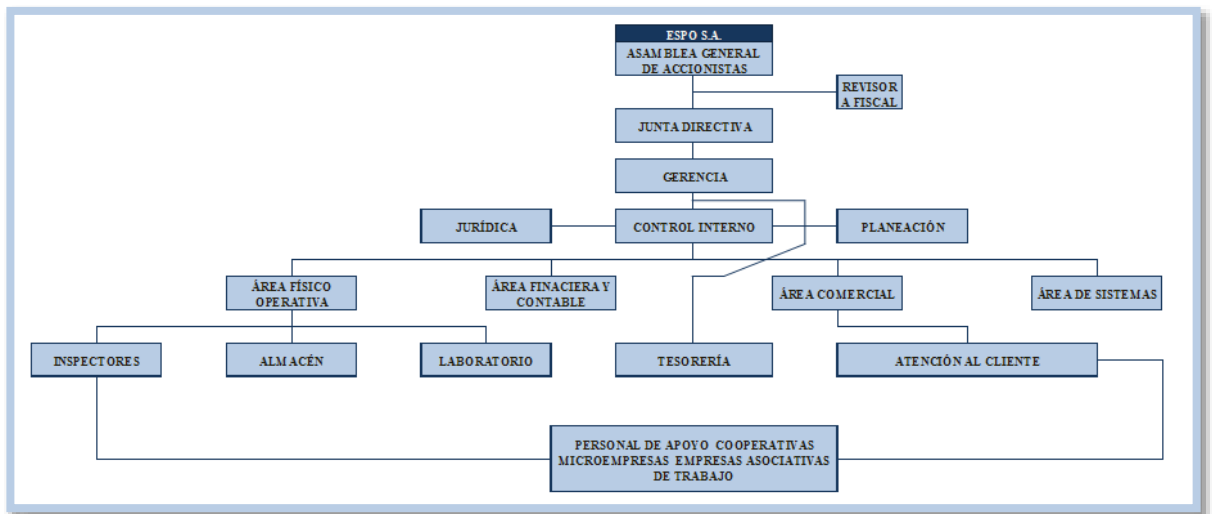 ESPO S.A.
ASAMBLEA GENERAL
DE ACCIONISTAS
REVISOR
A FISCAL
JUNTA DIRECTIVA
GERENCIA
JURÍDICA
CONTROL INTERNO
PLANEACIÓN
ÁREA FÍSICO
OPERATIVA
ÁREA FINACIERA Y
CONTABLE
ÁREA COMERCIAL
ÁREA DE SISTEMAS
INSPECTORES
ALMACÉN
LABORATORIO
TESORERÍA
ATENCIÓN AL CLIENTE
PERSONAL DE APOYO COOPERATIVAS
MICROEMPRESAS EMPRESAS ASOCIATIVAS
DE TRABAJO